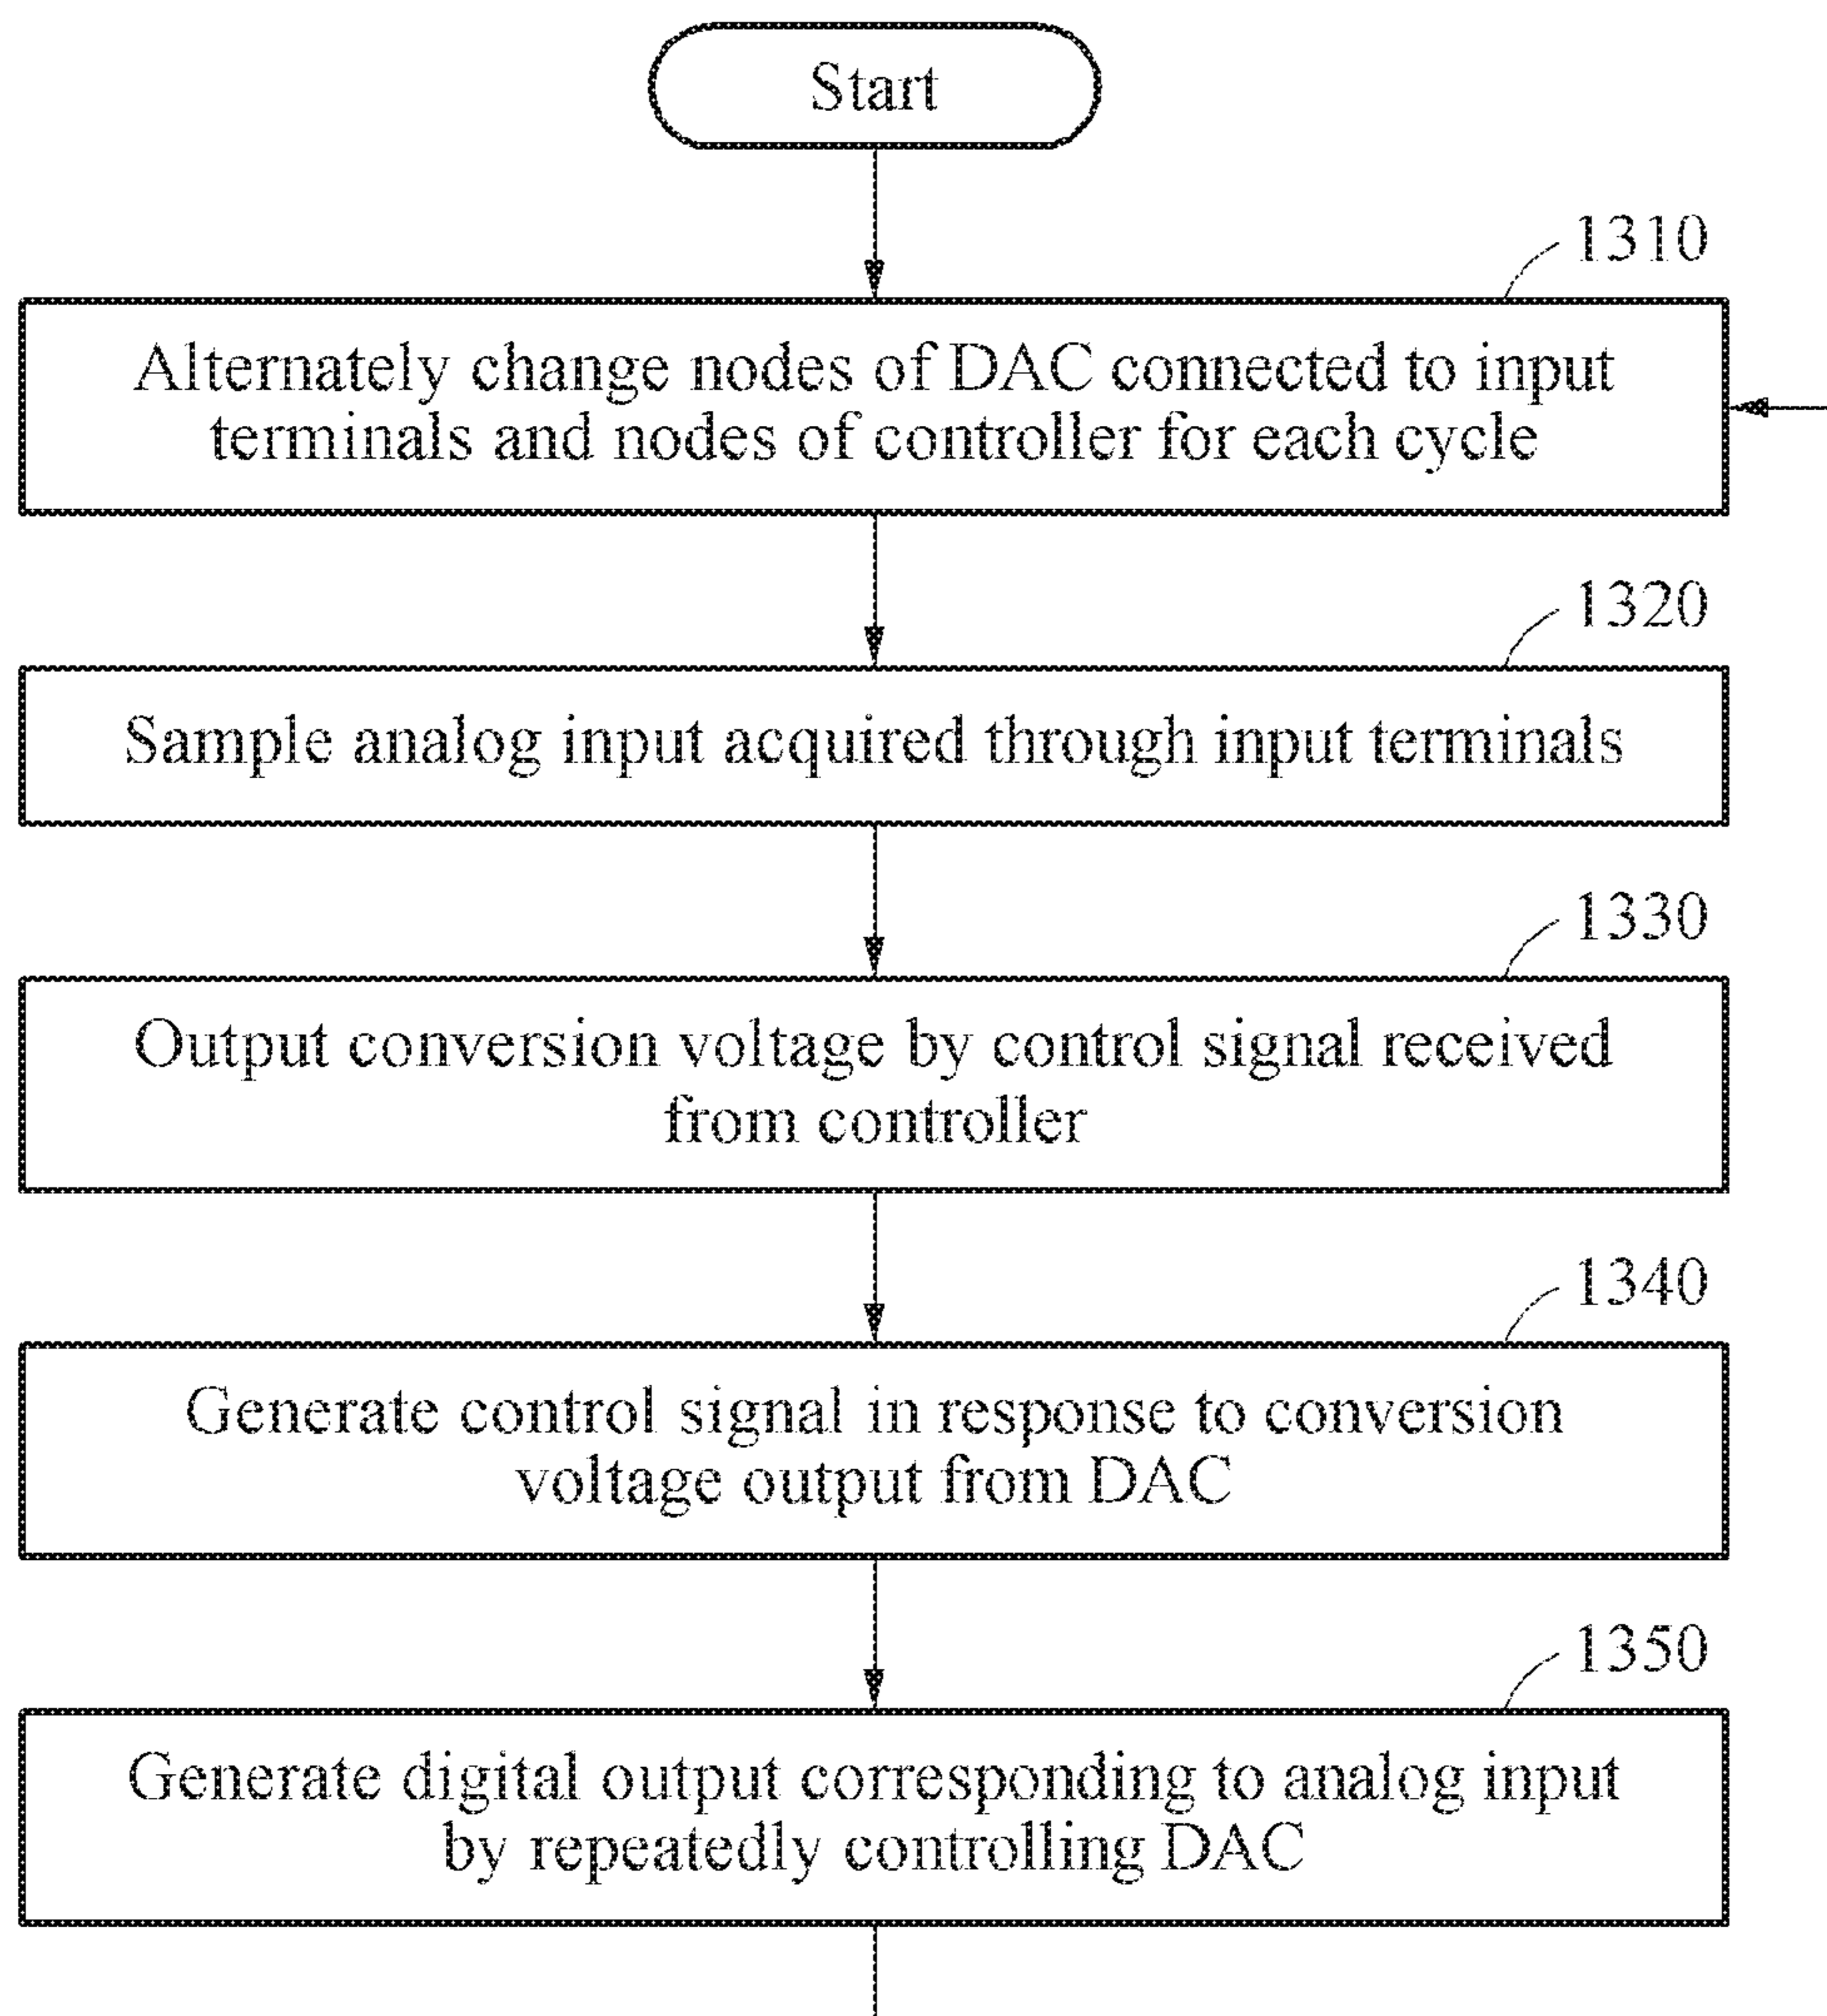 Start
1310
Alternately change nodes of DAC connected to input
terminals and nodes of controller for each cycle
1320
Sample analog input acquired through input terminals
1330
Output conversion voltage by control signal received
from controller
1340
Generate control signal in response to conversion
voltage output from DAC
1350
Generate digital output corresponding to analog input
by repeatedly controlling DAC